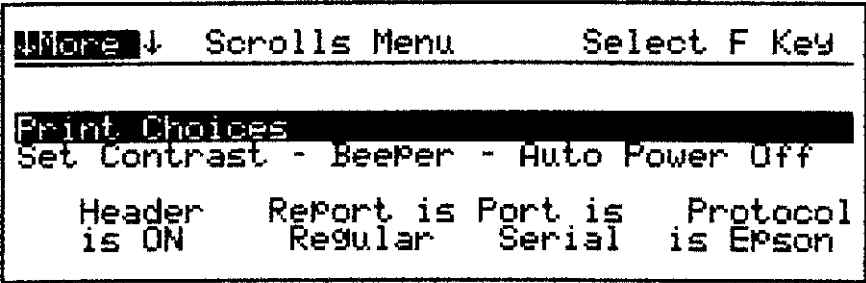 ↓More ↓ Scrolls Menu Select F Key
Print Choices
Set Contrast - Beeper - Auto Power Off
Header Report is Port is Protocol
is ON Regular Serial is Epson